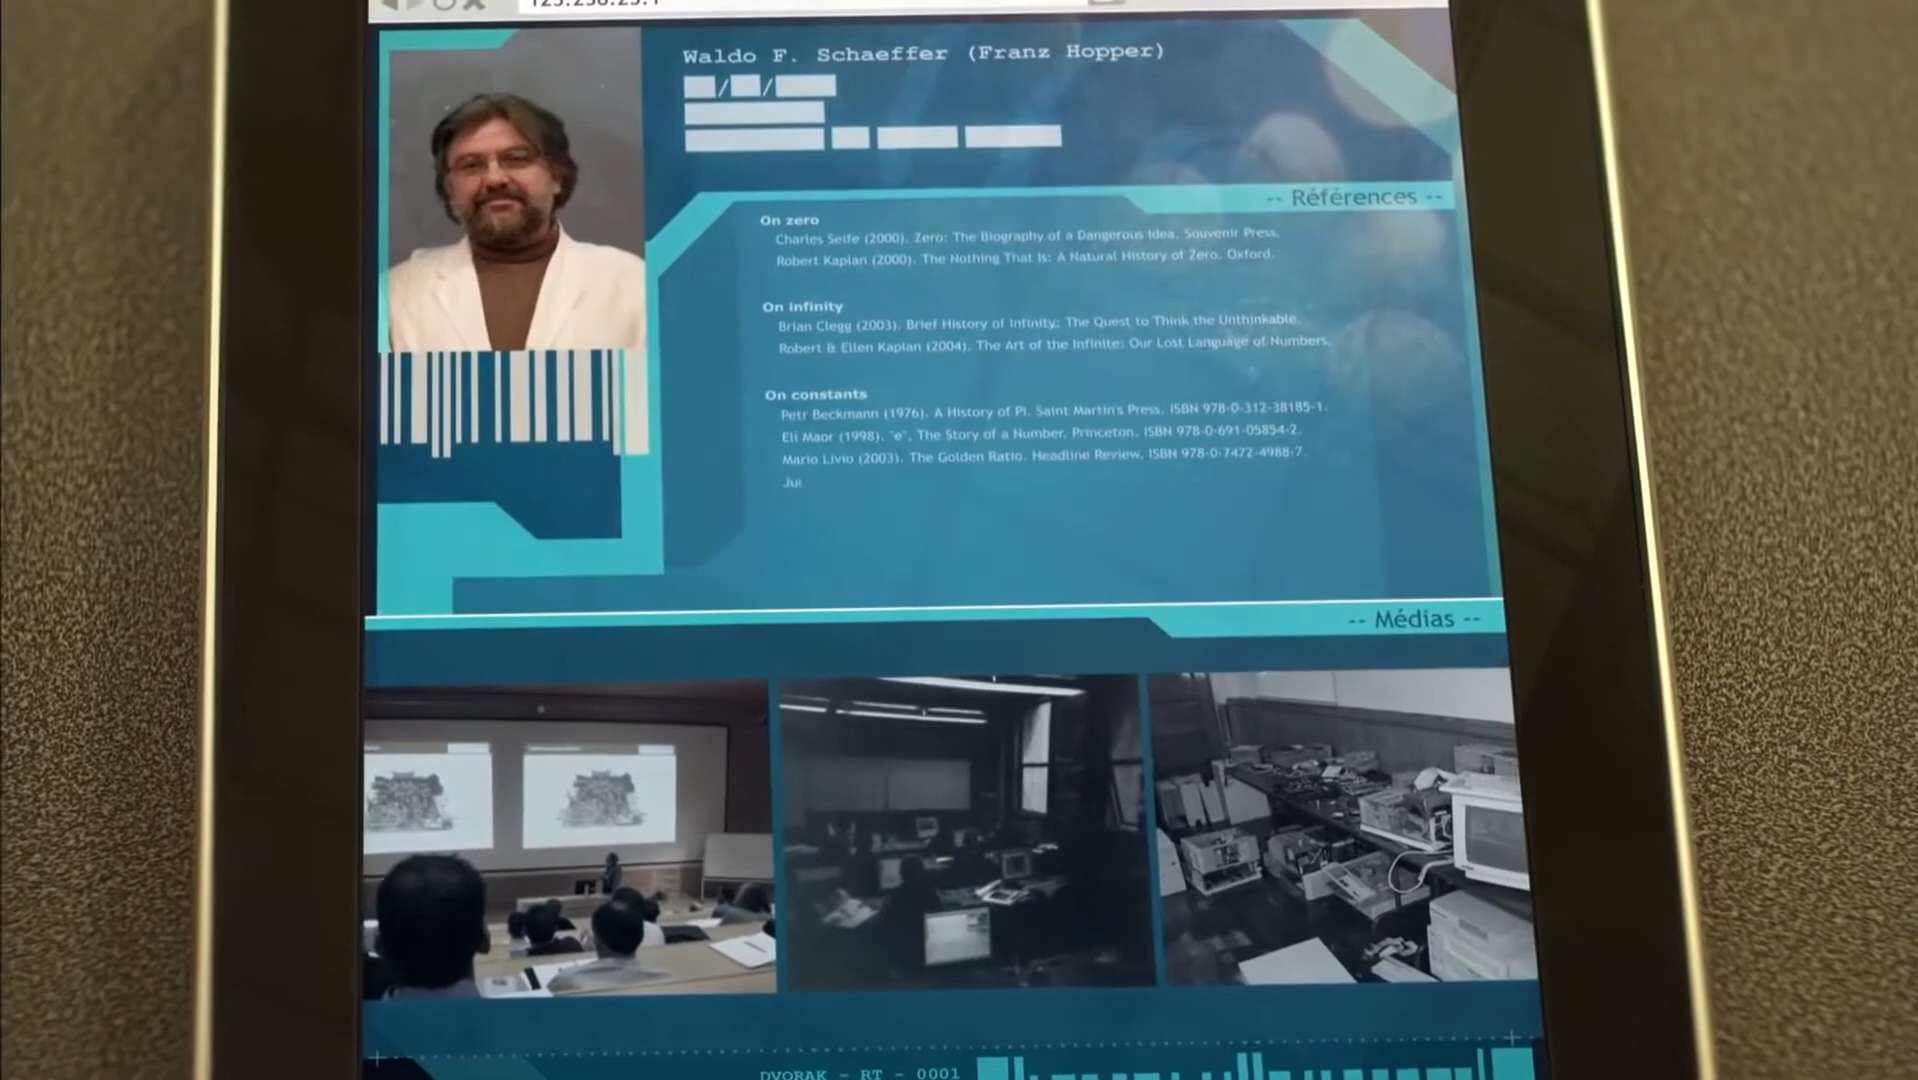 Waldo F. Schaeffer (Franz Hopper)
-- Références --
On zero
Charles Seife (2000). Zero: The Biography of a Dangerous Idea. Souvenir Press.
Robert Kaplan (2000). The Nothing That Is: A Natural History of Zero. Oxford.
On infinity
Brian Clegg (2003). Brief History of Infinity: The Quest to Think the Unthinkable.
Robert & Ellen Kaplan (2004). The Art of the Infinite: Our Lost Language of Numbers.
On constants
Petr Beckmann (1976). A History of Pi. Saint Martin's Press. ISBN 978-0-312-38185-1.
Eli Maor (1998). "e", The Story of a Number. Princeton. ISBN 978-0-691-05854-2.
Mario Livio (2003). The Golden Ratio. Headline Review. ISBN 978-0-7472-4988-7.
Jui
-- Médias --
DVORAK - RT - 0001